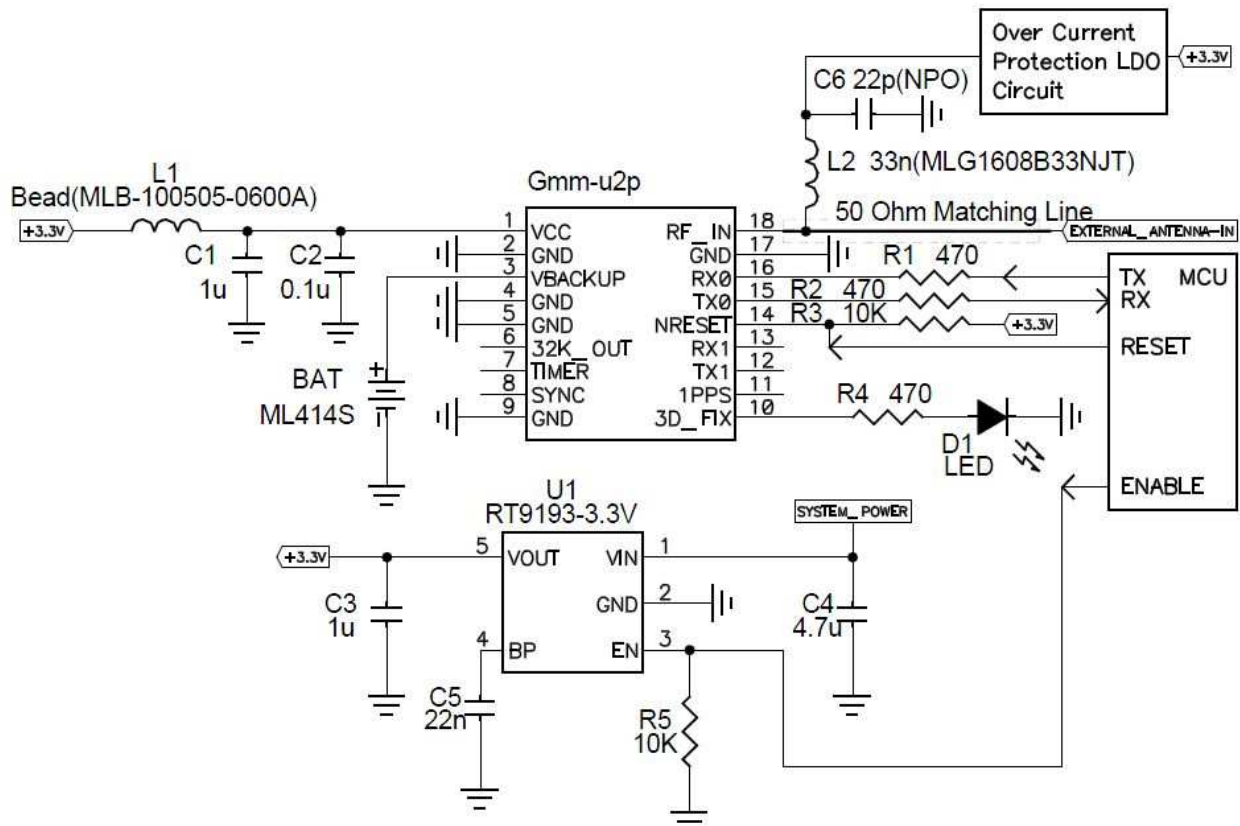 Over Current
Protection LDO
Circuit
+3.3V
C6 22p(NPO)
L2 33n(MLG1608B33NJT)
L1
Bead(MLB-100505-0600A)
+3.3V
C1
1u
C2
0.1u
Gmm-u2p
1 VCC
2 GND
3 VBACKUP
4 GND
5 GND
6 32K_OUT
7 TIMER
8 SYNC
9 GND
RF_IN 18
GND 17
RX0 16
TX0 15
NRESET 14
RX1 13
TX1 12
1PPS 11
3D_FIX 10
50 Ohm Matching Line
EXTERNAL_ANTENNA-IN
R1 470
R2 470
R3 10K
+3.3V
TX MCU
RX
RESET
ENABLE
BAT
ML414S
+
R4 470
D1
LED
U1
RT9193-3.3V
SYSTEM_POWER
+3.3V
5 VOUT
VIN 1
GND 2
4 BP
EN 3
C3
1u
C4
4.7u
C5
22n
R5
10K